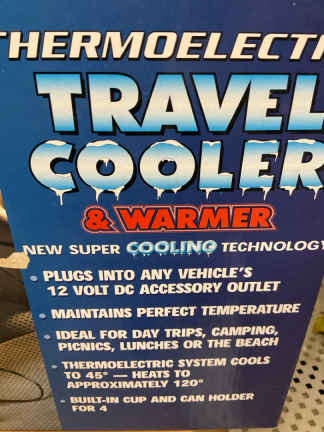 THERMOELECTRI
TRAVEL
COOLER
& WARMER
NEW SUPER COOLING TECHNOLOGY
• PLUGS INTO ANY VEHICLE'S
12 VOLT DC ACCESSORY OUTLET
• MAINTAINS PERFECT TEMPERATURE
• IDEAL FOR DAY TRIPS, CAMPING,
PICNICS, LUNCHES OR THE BEACH
• THERMOELECTRIC SYSTEM COOLS
TO 45° — HEATS TO
APPROXIMATELY 120°
• BUILT-IN CUP AND CAN HOLDER
FOR 4